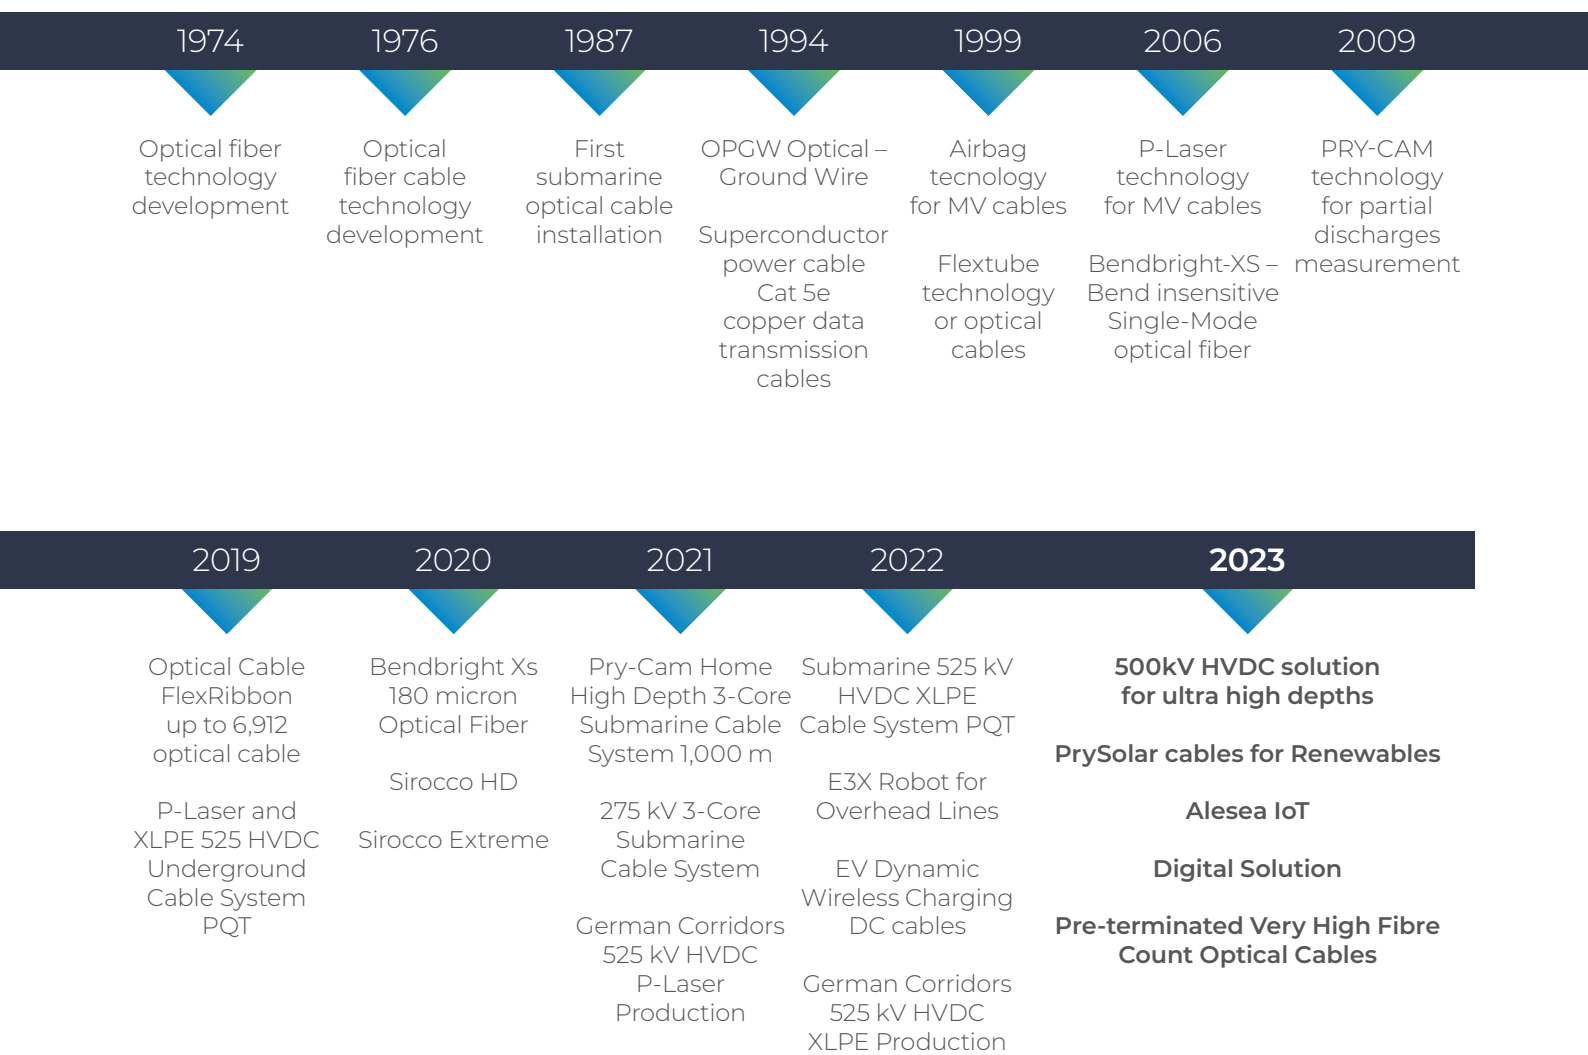 1974
Optical fiber
technology
development
1976
Optical
fiber cable
technology
development
1987
First
submarine
optical cable
installation
1994
OPGW Optical –
Ground Wire
Superconductor
power cable
Cat 5e
copper data
transmission
cables
1999
Airbag
tecnology
for MV cables
Flextube
technology
or optical
cables
2006
P-Laser
technology
for MV cables
Bendbright-XS –
Bend insensitive
Single-Mode
optical fiber
2009
PRY-CAM
technology
for partial
discharges
measurement
2019
Optical Cable
FlexRibbon
up to 6,912
optical cable
P-Laser and
XLPE 525 HVDC
Underground
Cable System
PQT
2020
Bendbright Xs
180 micron
Optical Fiber
Sirocco HD
Sirocco Extreme
2021
Pry-Cam Home
High Depth 3-Core
Submarine Cable
System 1,000 m
275 kV 3-Core
Submarine
Cable System
German Corridors
525 kV HVDC
P-Laser
Production
2022
Submarine 525 kV
HVDC XLPE
Cable System PQT
E3X Robot for
Overhead Lines
EV Dynamic
Wireless Charging
DC cables
German Corridors
525 kV HVDC
XLPE Production
2023
500kV HVDC solution
for ultra high depths
PrySolar cables for Renewables
Alesea IoT
Digital Solution
Pre-terminated Very High Fibre
Count Optical Cables